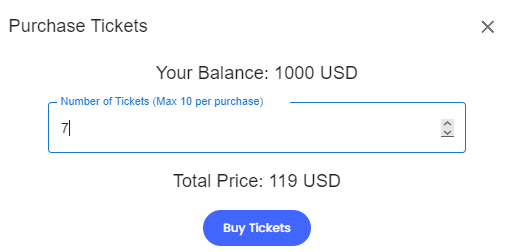 Purchase Tickets
Your Balance: 1000 USD
Number of Tickets (Max 10 per purchase)
7
Total Price: 119 USD
Buy Tickets